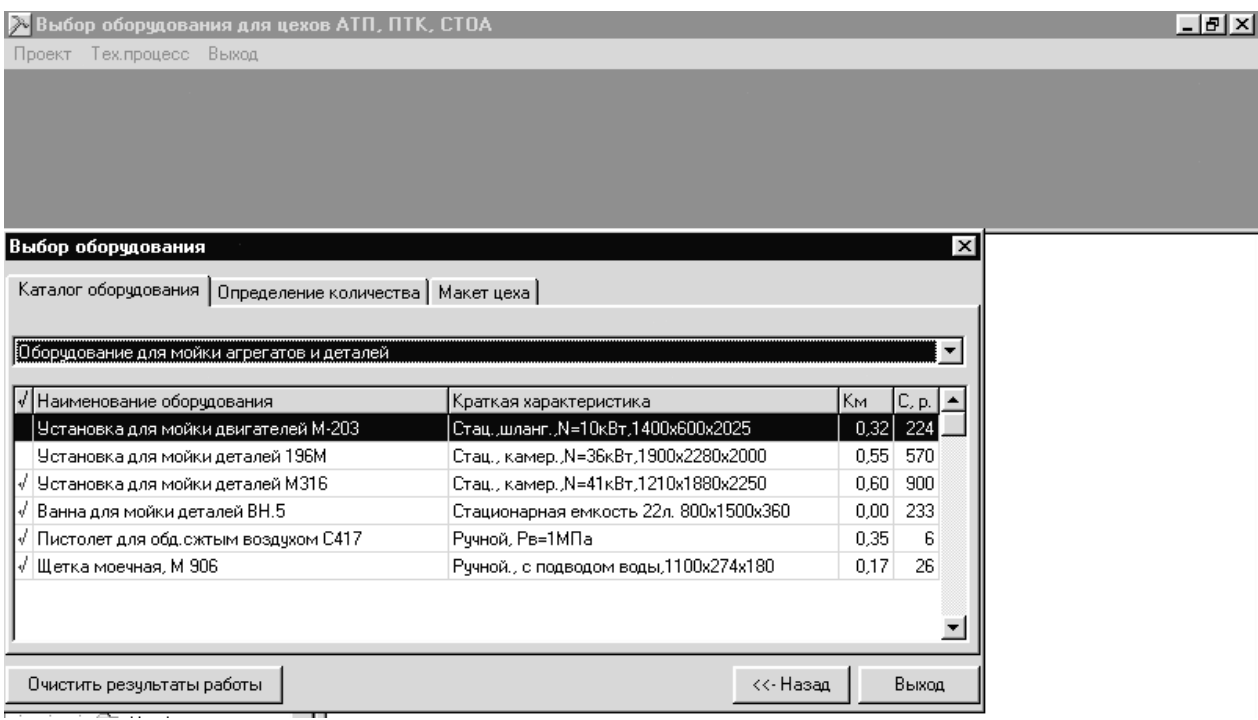 Выбор оборудования для цехов АТП, ПТК, СТОА
Проект Тех.процесс Выход
Выбор оборудования
Каталог оборудования Определение количества Макет цеха
Оборудование для мойки агрегатов и деталей
√ Наименование оборудования Краткая характеристика Км С, р.
Установка для мойки двигателей М-203 Стац.,шланг.,N=10кВт,1400х600х2025 0,32 224
Установка для мойки деталей 196М Стац., камер.,N=36кВт,1900х2280х2000 0,55 570
√ Установка для мойки деталей М316 Стац., камер.,N=41кВт,1210х1880х2250 0,60 900
√ Ванна для мойки деталей ВН.5 Стационарная емкость 22л. 800х1500х360 0,00 233
√ Пистолет для обд.сжтым воздухом С417 Ручной, Рв=1МПа 0,35 6
√ Щетка моечная, М 906 Ручной., с подводом воды,1100х274х180 0,17 26
Очистить результаты работы <<- Назад Выход